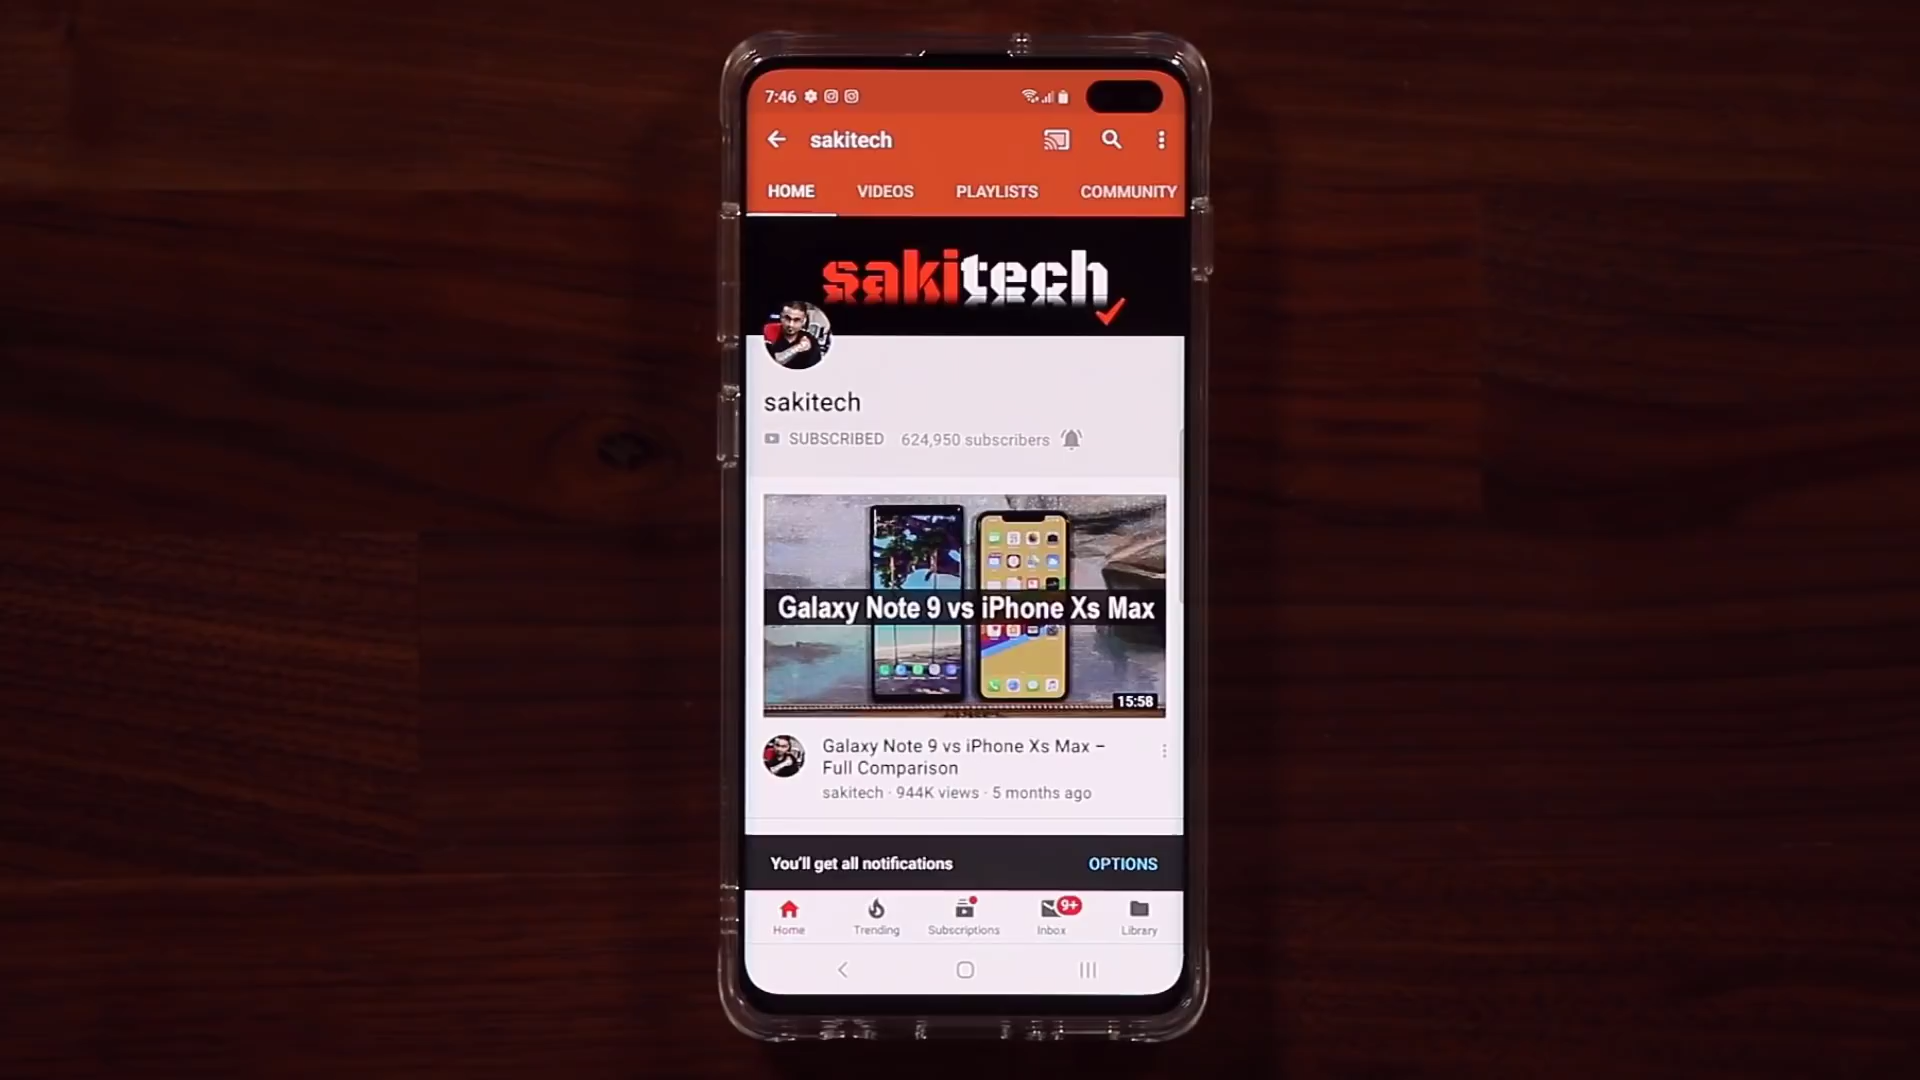 7:46
sakitech
HOME VIDEOS PLAYLISTS COMMUNITY
sakitech
sakitech
SUBSCRIBED 624,950 subscribers
Galaxy Note 9 vs iPhone Xs Max
15:58
Galaxy Note 9 vs iPhone Xs Max –
Full Comparison
sakitech · 944K views · 5 months ago
You'll get all notifications OPTIONS
9+
Home Trending Subscriptions Inbox Library